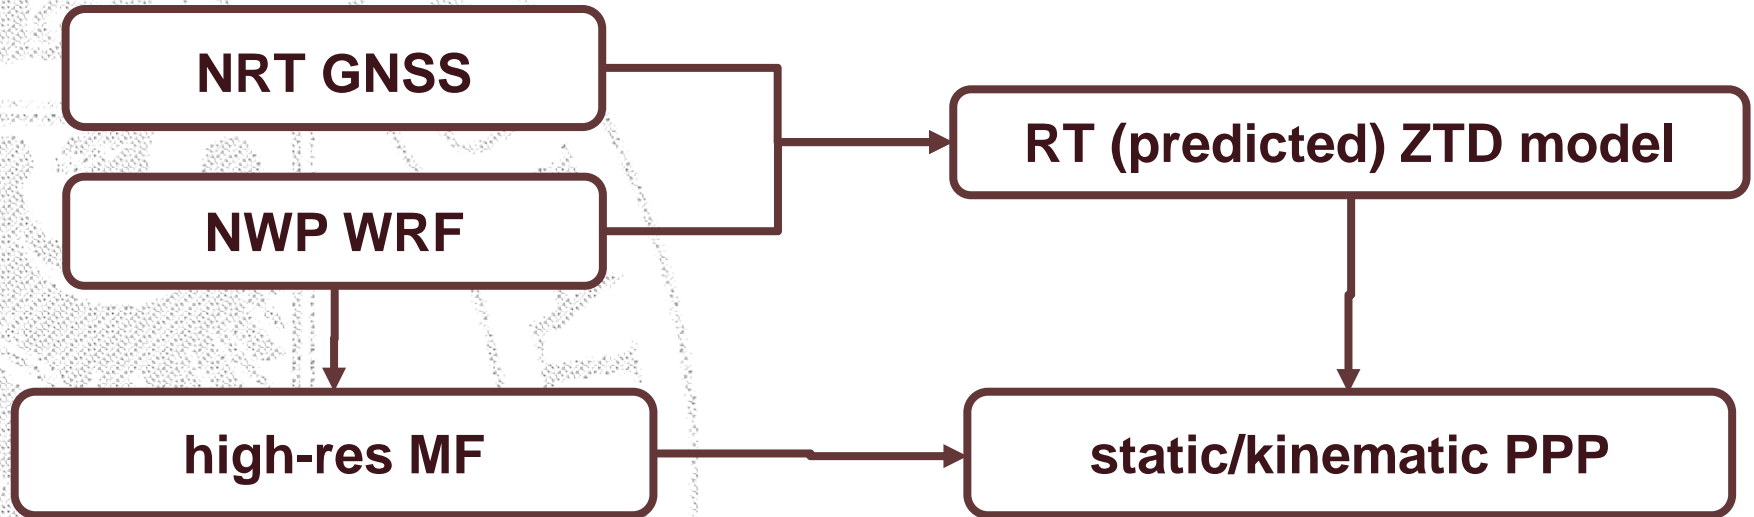 NRT GNSS
RT (predicted) ZTD model
NWP WRF
high-res MF
static/kinematic PPP